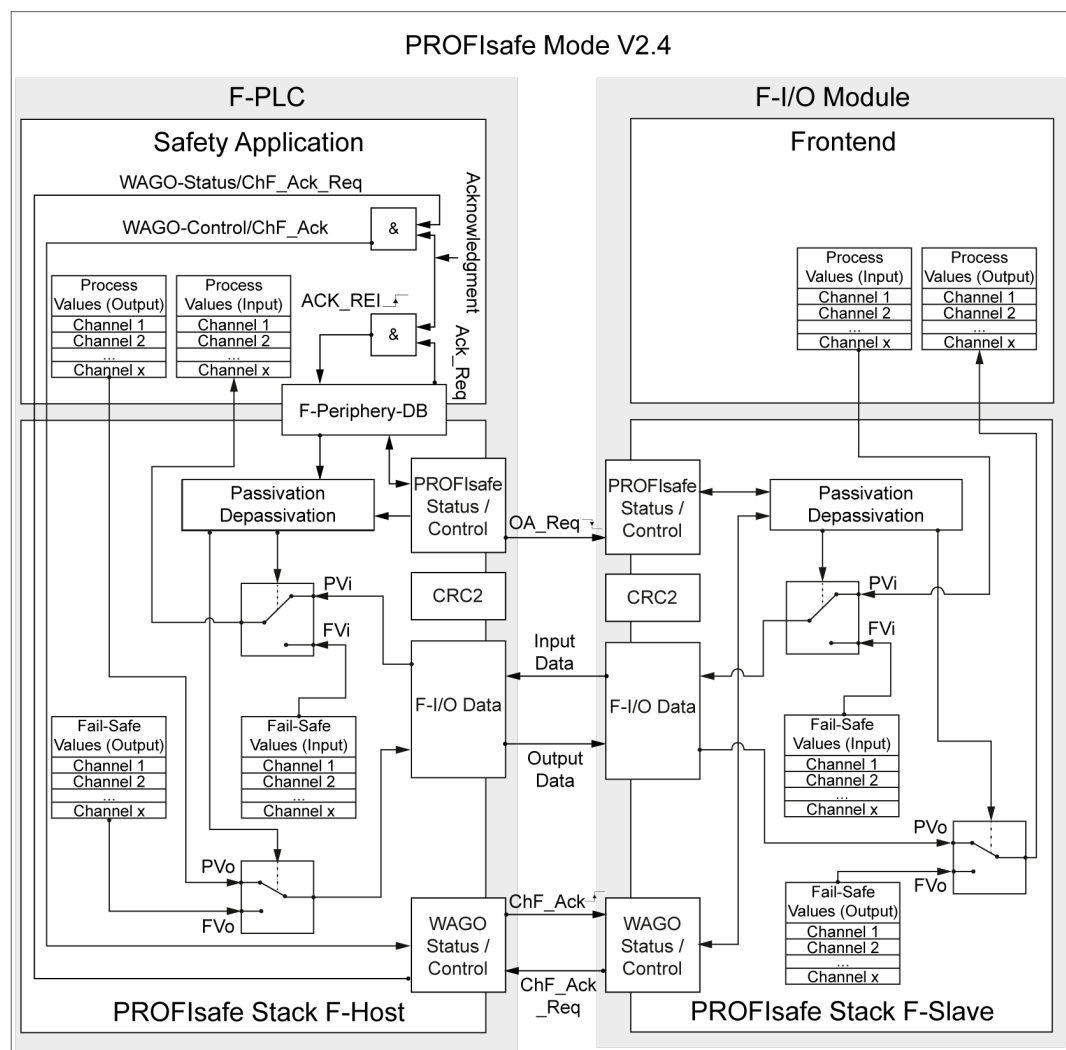 PROFIsafe Mode V2.4
F-PLC
Safety Application
WAGO-Status/ChF_Ack_Req
WAGO-Control/ChF_Ack
&
Acknowledgment
Process
Values (Output)
Channel 1
Channel 2
...
Channel x
Process
Values (Input)
Channel 1
Channel 2
...
Channel x
ACK_REI
&
Ack_Req
F-Periphery-DB
Passivation
Depassivation
PROFIsafe
Status /
Control
CRC2
PVi
FVi
F-I/O Data
Fail-Safe
Values (Output)
Channel 1
Channel 2
...
Channel x
Fail-Safe
Values (Input)
Channel 1
Channel 2
...
Channel x
PVo
FVo
WAGO
Status /
Control
PROFIsafe Stack F-Host
OA_Req
Input
Data
Output
Data
ChF_Ack
ChF_Ack
_Req
F-I/O Module
Frontend
Process
Values (Input)
Channel 1
Channel 2
...
Channel x
Process
Values (Output)
Channel 1
Channel 2
...
Channel x
PROFIsafe
Status /
Control
Passivation
Depassivation
CRC2
PVi
FVi
F-I/O Data
Fail-Safe
Values (Input)
Channel 1
Channel 2
...
Channel x
PVo
FVo
Fail-Safe
Values (Output)
Channel 1
Channel 2
...
Channel x
WAGO
Status /
Control
PROFIsafe Stack F-Slave